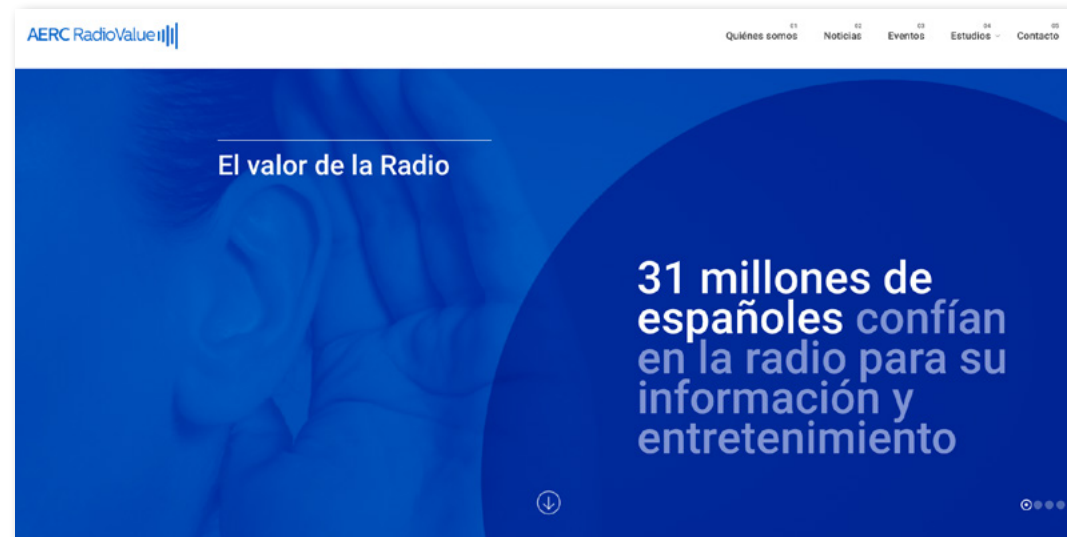 AERC RadioValue
01 02 03 04 05
Quiénes somos Noticias Eventos Estudios Contacto
El valor de la Radio
31 millones de
españoles confían
en la radio para su
información y
entretenimiento